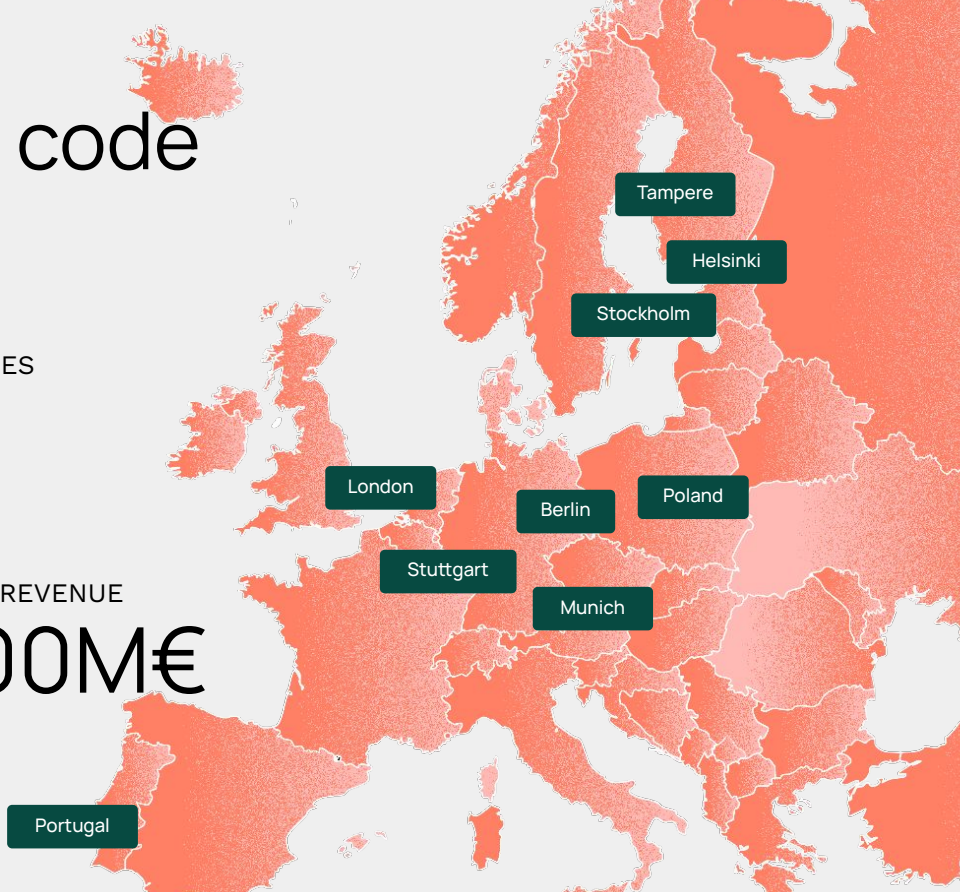 code
Tampere
Helsinki
Stockholm
ES
London
Poland
Berlin
Stuttgart
REVENUE
Munich
00M€
Portugal